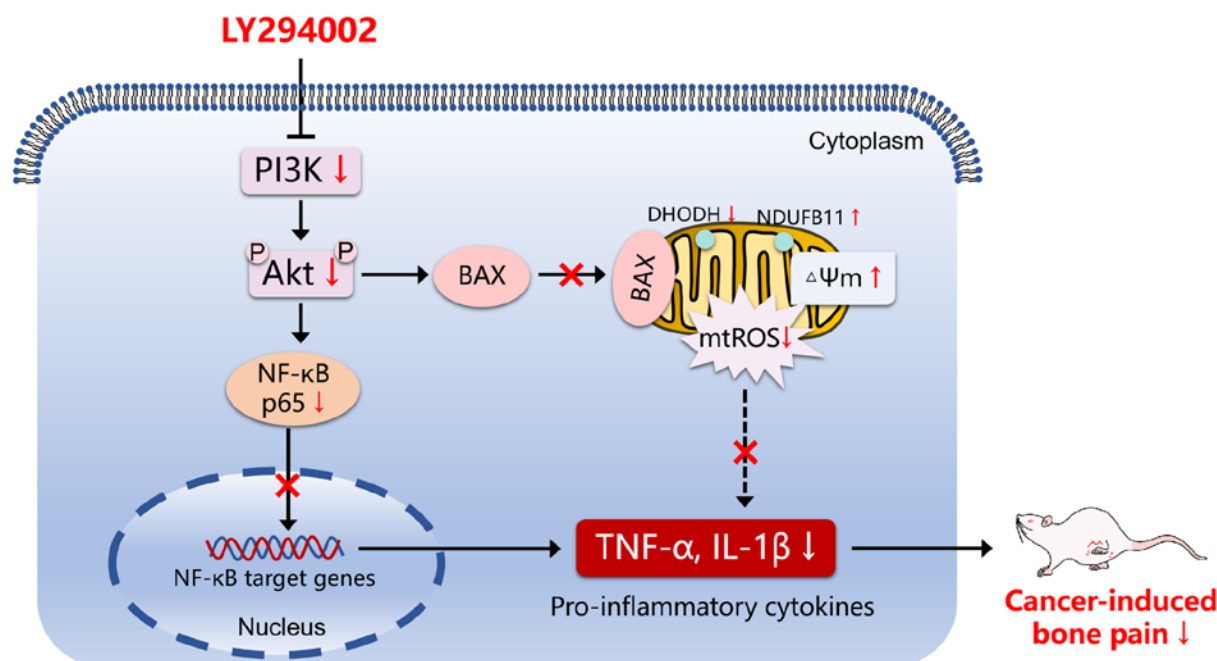 LY294002
Cytoplasm
PI3K ↓
P
P
Akt ↓
BAX
BAX
DHODH ↓
NDUFB11 ↑
△Ψm ↑
mtROS↓
NF-κB
p65 ↓
NF-κB target genes
Nucleus
TNF-α, IL-1β ↓
Pro-inflammatory cytokines
Cancer-induced
bone pain ↓